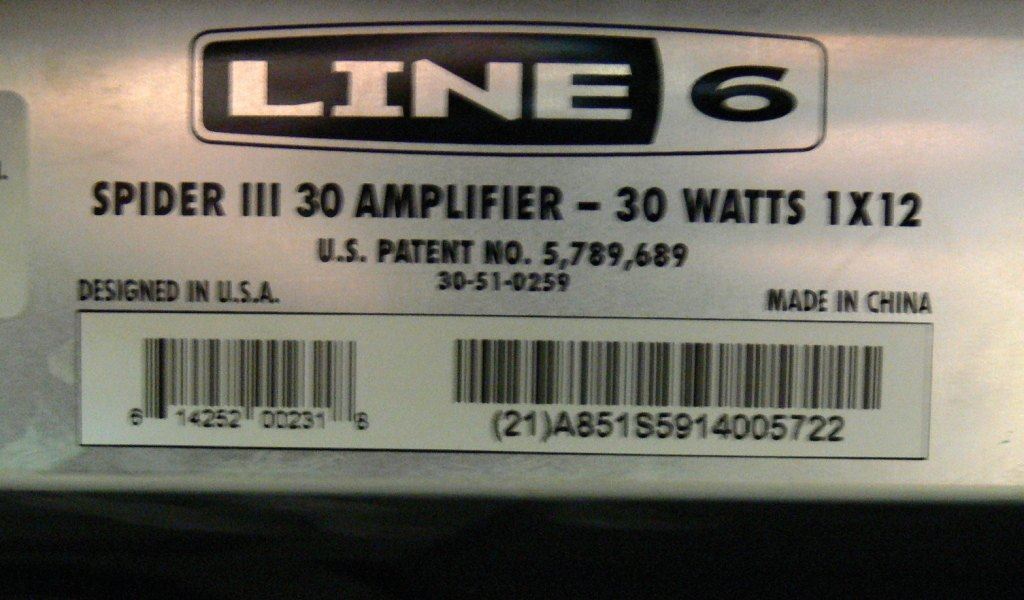 LINE 6
SPIDER III 30 AMPLIFIER – 30 WATTS 1X12
U.S. PATENT NO. 5,789,689
30-51-0259
DESIGNED IN U.S.A.
MADE IN CHINA
6 14252 00231 8
(21)A851S5914005722